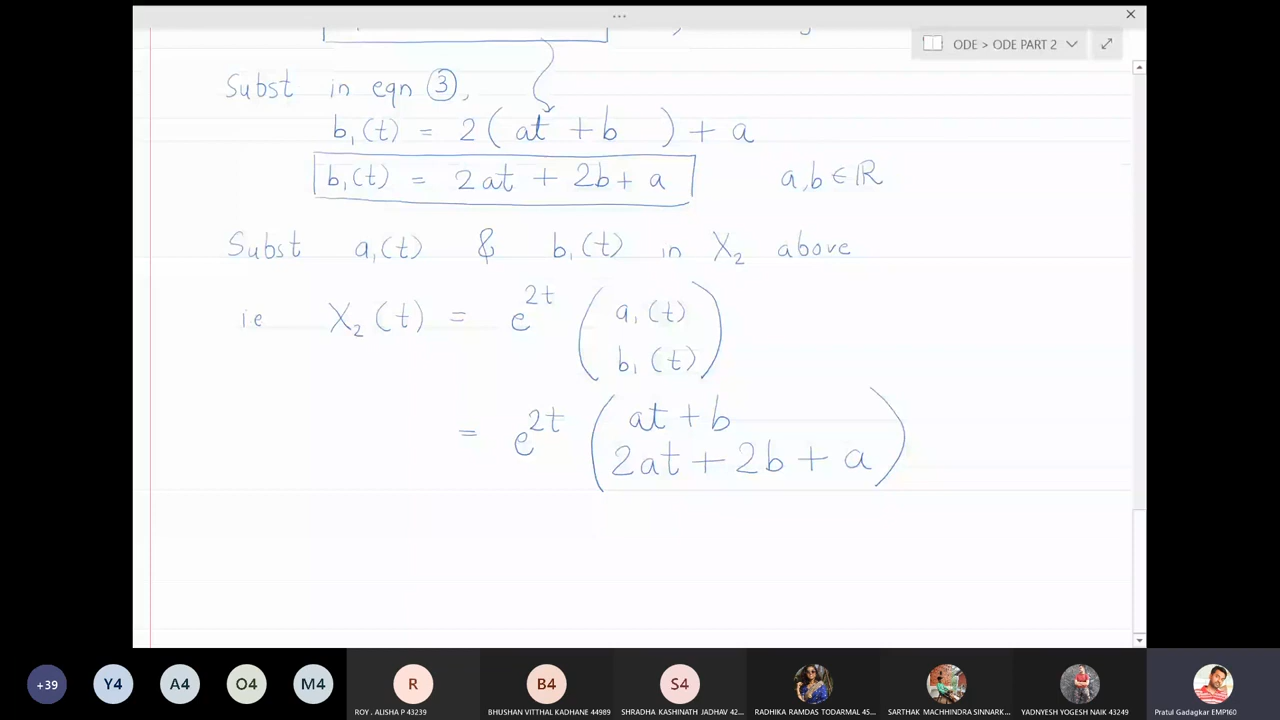 ODE > ODE PART 2
Subst in eqn ③,
b₁(t) = 2( at + b ) + a
b₁(t) = 2at + 2b + a a,b ∈ ℝ
Subst a₁(t) & b₁(t) in X₂ above
ie X₂(t) = e^{2t} ( a₁(t)
b₁(t) )
= e^{2t} ( at + b
2at + 2b + a )
+39 Y4 A4 O4 M4 R B4 S4
ROY . ALISHA P 43239 BHUSHAN VITTHAL KADHANE 44989 SHRADHA KASHINATH JADHAV 42... RADHIKA RAMDAS TODARMAL 45... SARTHAK MACHHINDRA SINNARK... YADNYESH YOGESH NAIK 43249 Pratul Gadagkar EMP60